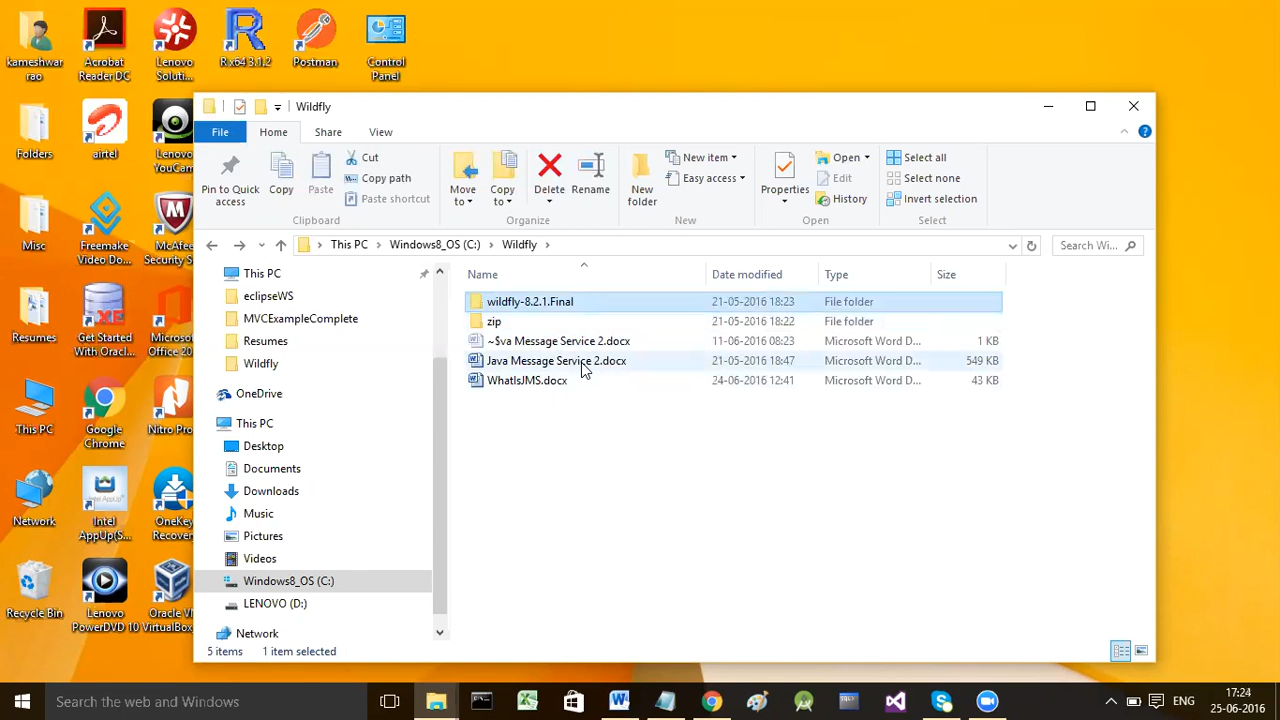 kameshwar rao
Acrobat Reader DC
Lenovo Soluti...
R x64 3.1.2
Postman
Control Panel
Folders
airtel
Lenovo YouCam
Misc
Freemake Video Do...
McAfee Security S
Resumes
Get Started With Oracl...
Microsoft Office 20
This PC
Google Chrome
Nitro Pro
Network
Intel AppUp(S...
OneKey Recover
Recycle Bin
Lenovo PowerDVD 10
Oracle VM VirtualBox
Wildfly
File Home Share View
Pin to Quick access
Copy
Paste
Cut
Copy path
Paste shortcut
Clipboard
Move to
Copy to
Delete
Rename
Organize
New folder
New item
Easy access
New
Properties
Open
Edit
History
Open
Select all
Select none
Invert selection
Select
This PC Windows8_OS (C:) Wildfly
Search Wi...
This PC
eclipseWS
MVCExampleComplete
Resumes
Wildfly
OneDrive
This PC
Desktop
Documents
Downloads
Music
Pictures
Videos
Windows8_OS (C:)
LENOVO (D:)
Network
Name Date modified Type Size
wildfly-8.2.1.Final 21-05-2016 18:23 File folder
zip 21-05-2016 18:22 File folder
~$va Message Service 2.docx 11-06-2016 08:23 Microsoft Word D... 1 KB
Java Message Service 2.docx 21-05-2016 18:47 Microsoft Word D... 549 KB
WhatIsJMS.docx 24-06-2016 12:41 Microsoft Word D... 43 KB
5 items 1 item selected
Search the web and Windows
ENG
17:24
25-06-2016